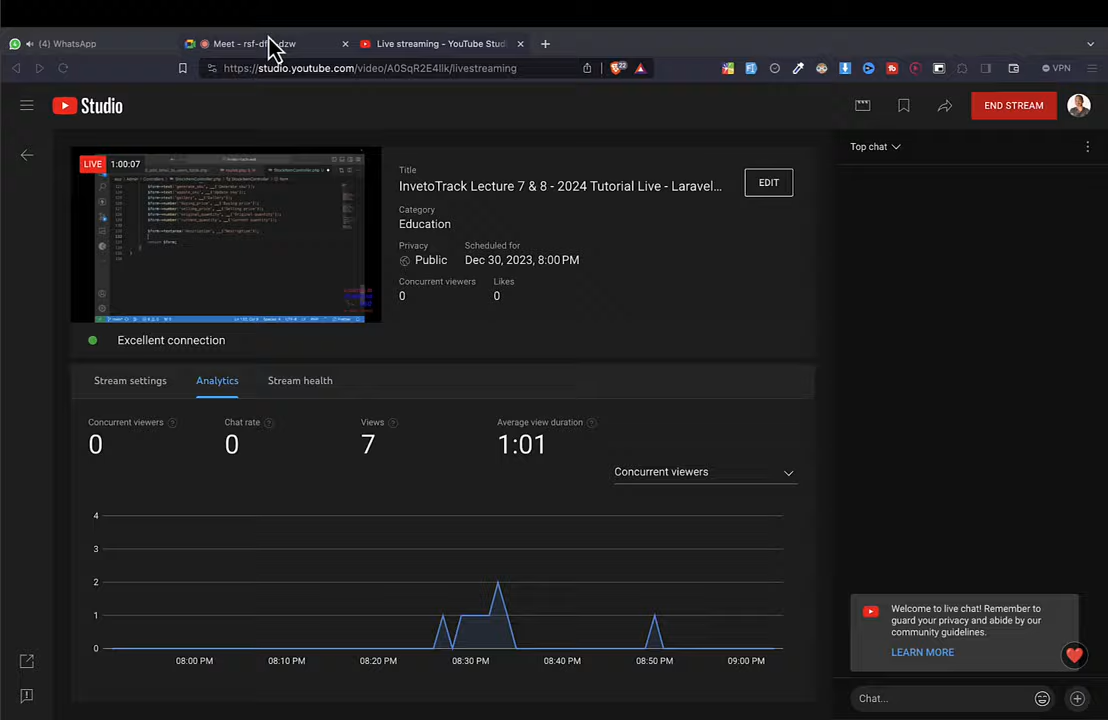 (4) WhatsApp
Meet - rsf-
Live streaming - YouTube Stud
https://studio.youtube.com/video/A0SqR2E4lIk/livestreaming
22
VPN
Studio
END STREAM
LIVE 1:00:07
Title
InvetoTrack Lecture 7 & 8 - 2024 Tutorial Live - Laravel...
EDIT
Category
Education
Privacy
Public
Scheduled for
Dec 30, 2023, 8:00 PM
Concurrent viewers
0
Likes
0
Excellent connection
Stream settings
Analytics
Stream health
Concurrent viewers
0
Chat rate
0
Views
7
Average view duration
1:01
Concurrent viewers
4
3
2
1
0
08:00 PM
08:10 PM
08:20 PM
08:30 PM
08:40 PM
08:50 PM
09:00 PM
Top chat
Welcome to live chat! Remember to
guard your privacy and abide by our
community guidelines.
LEARN MORE
Chat...